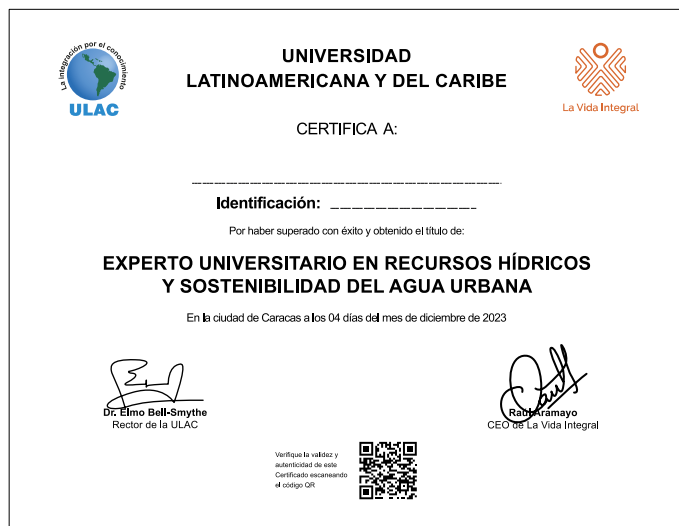 La integración por el conocimiento
ULAC
UNIVERSIDAD
LATINOAMERICANA Y DEL CARIBE
La Vida Integral
CERTIFICA A:
Identificación:
Por haber superado con éxito y obtenido el título de:
EXPERTO UNIVERSITARIO EN RECURSOS HÍDRICOS
Y SOSTENIBILIDAD DEL AGUA URBANA
En la ciudad de Caracas a los 04 días del mes de diciembre de 2023
Dr. Elmo Bell-Smythe
Rector de la ULAC
Raúl Aramayo
CEO de La Vida Integral
Verifique la validez y
autenticidad de este
Certificado escaneando
el código QR